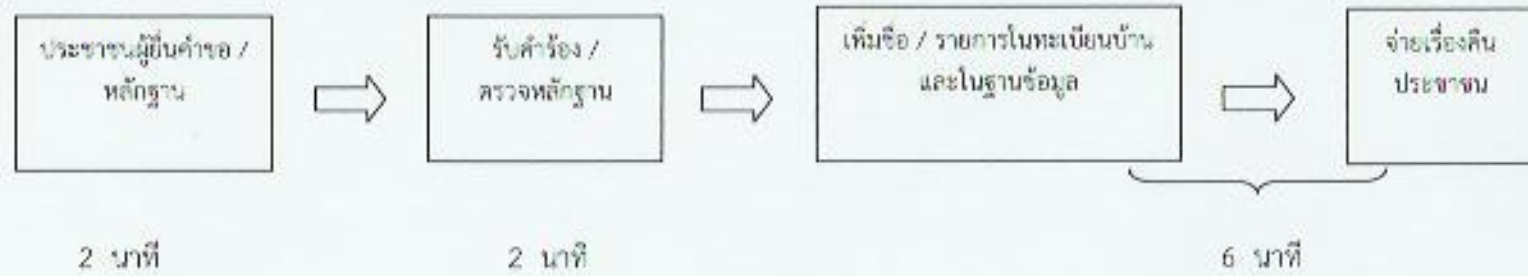 ประชาชนผู้ยื่นคำขอ /
หลักฐาน
รับคำร้อง /
ตรวจหลักฐาน
เพิ่มชื่อ / รายการในทะเบียนบ้าน
และในฐานข้อมูล
จ่ายเรื่องคืน
ประชาชน
2 นาที
2 นาที
6 นาที